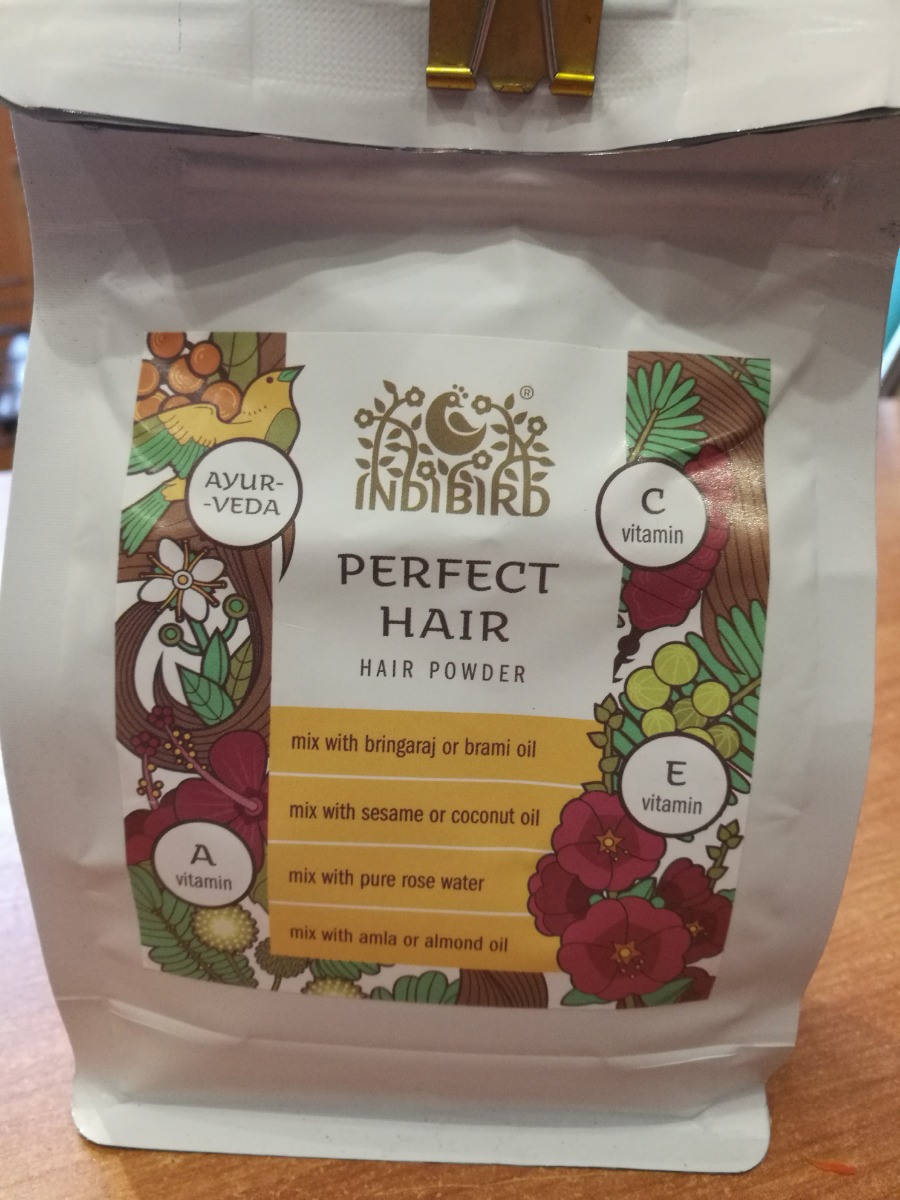 INDIBIRD ®
PERFECT
HAIR
HAIR POWDER
AYUR-
-VEDA
C
vitamin
mix with bringaraj or brami oil
mix with sesame or coconut oil
mix with pure rose water
mix with amla or almond oil
E
vitamin
A
vitamin